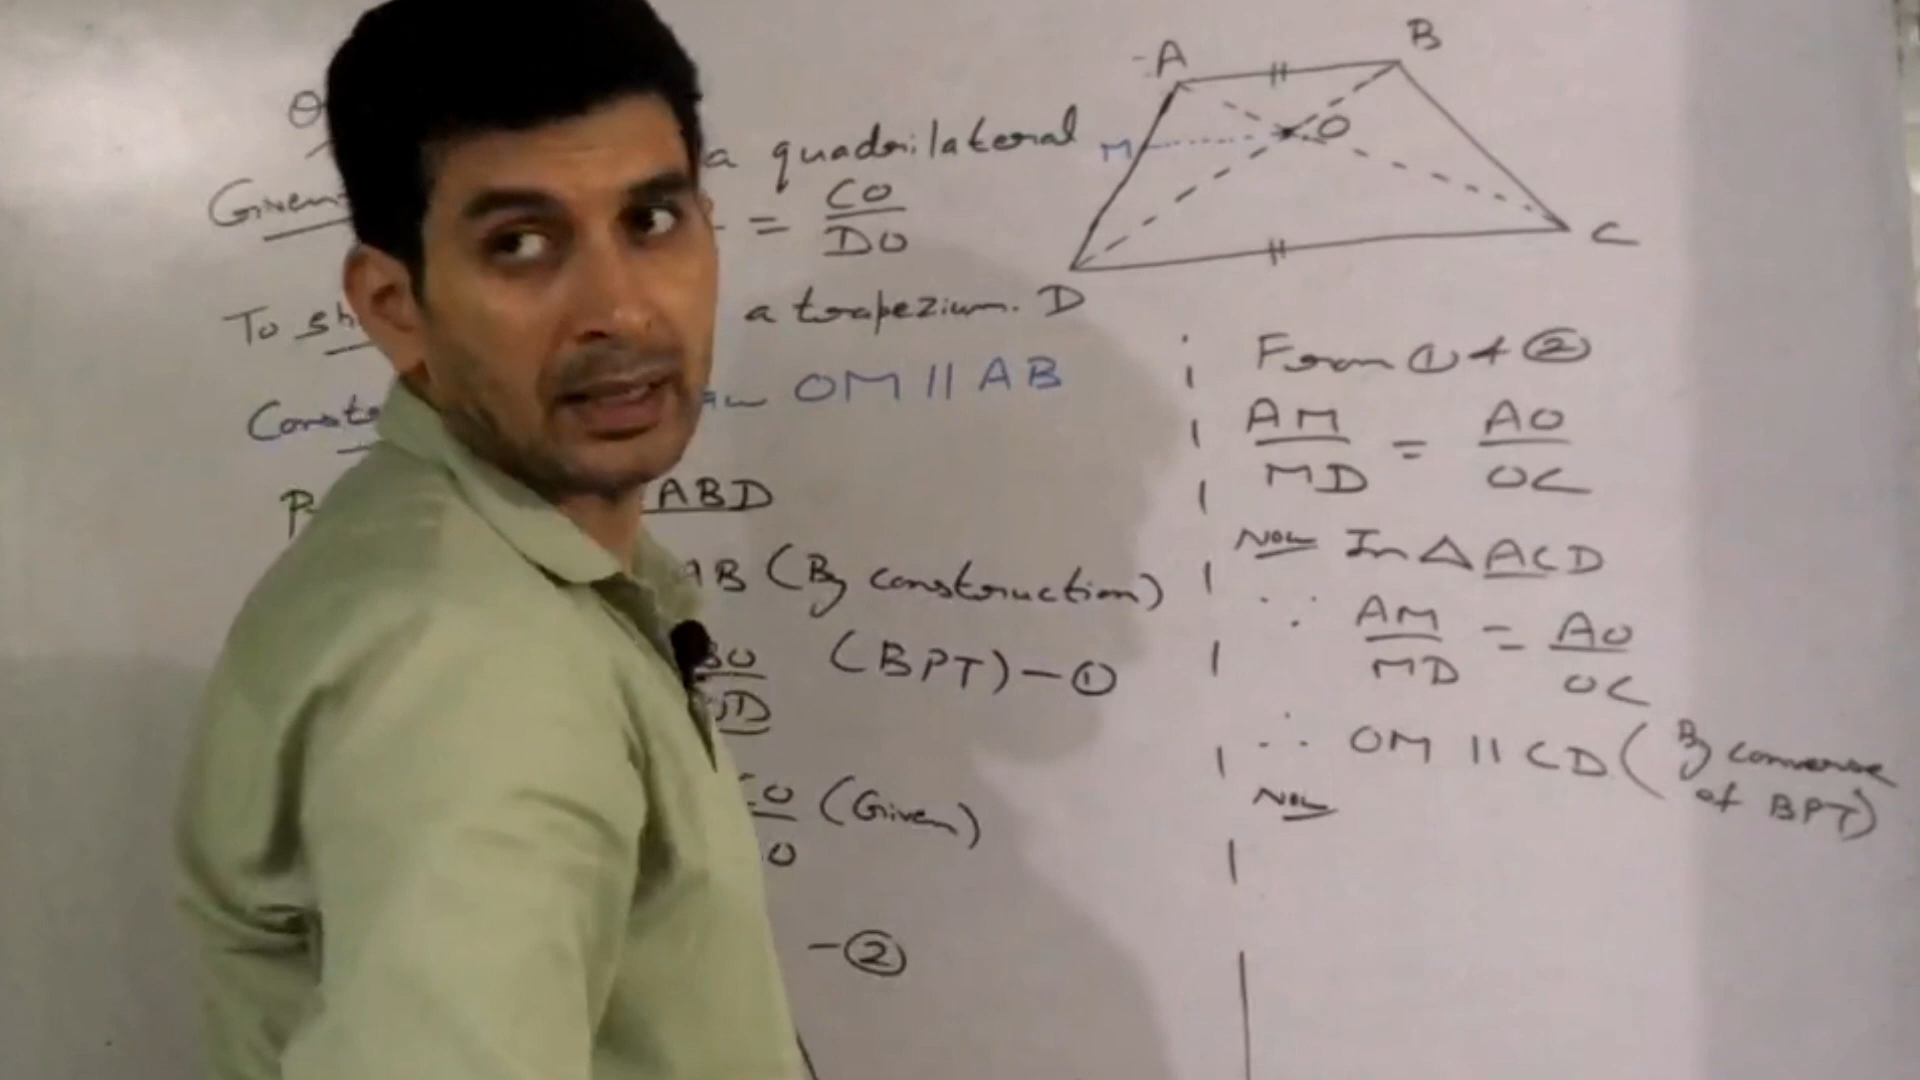 A
B
O
M
C
D
Given
a quadrilateral
= CO
DO
To sh
a trapezium.
Const
OM || AB
ABD
AB (By construction)
BO (BPT) - ①
CO (Given)
O
- ②
From ① & ②
AM = AO
MD OC
Now In △ ACD
∵ AM = AO
MD OC
∴ OM || CD (By converse
of BPT)
Now